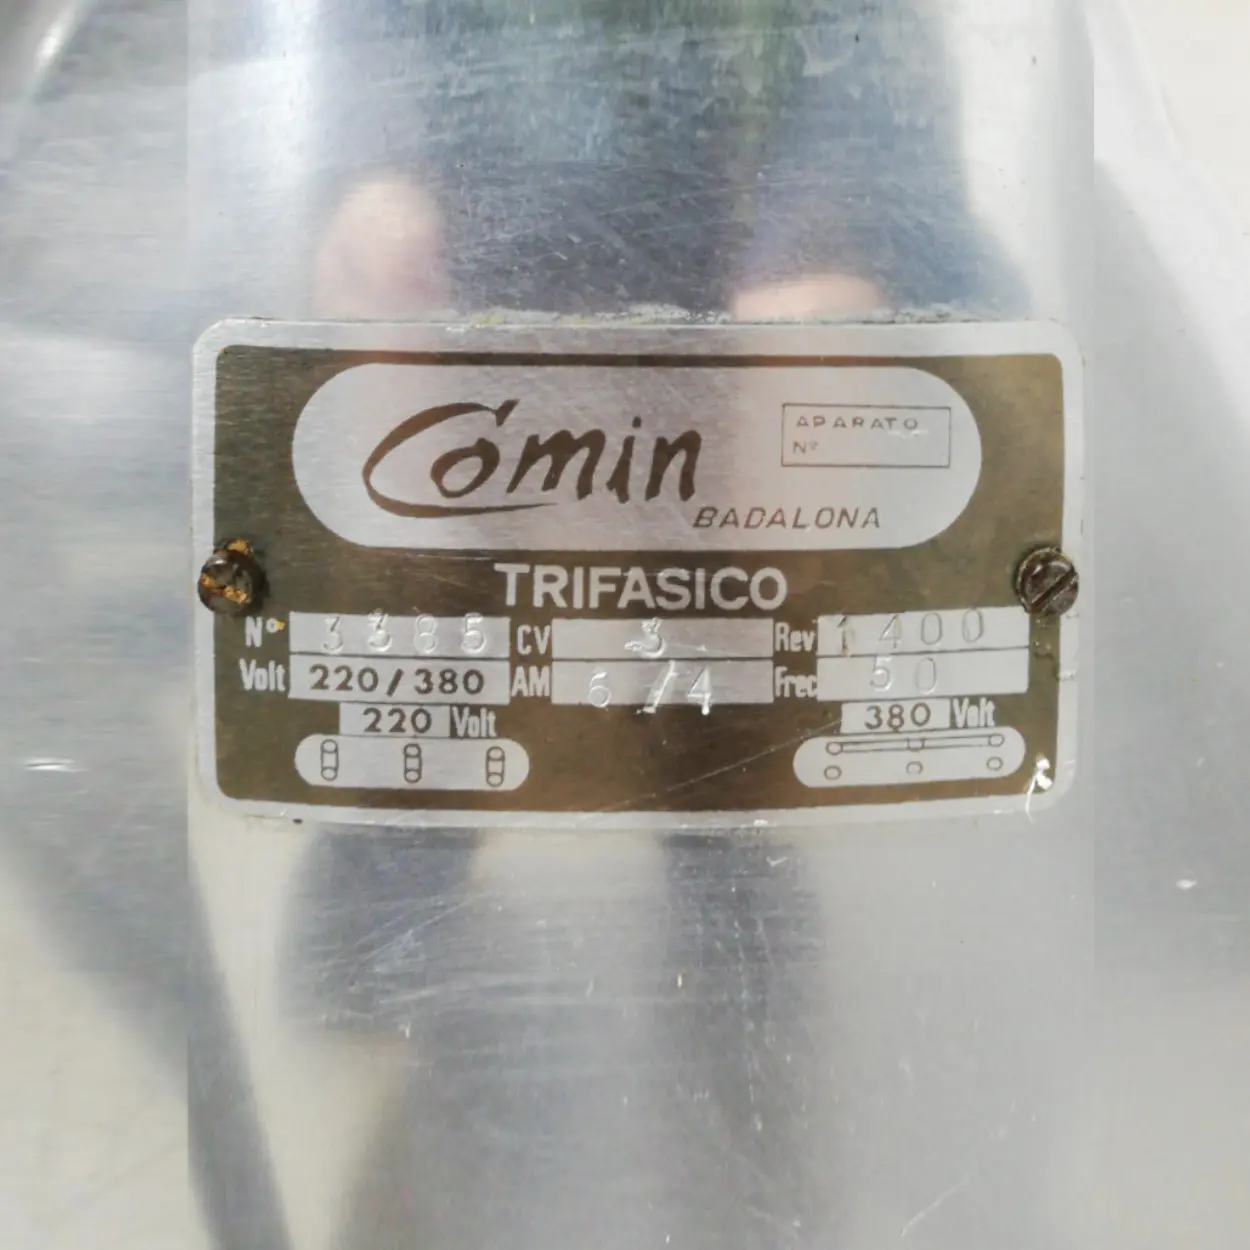 Comin
APARATO
Nº
BADALONA
TRIFASICO
Nº 3385 CV 3 Rev 1400
Volt 220/380 AM 6/4 Frec 50
220 Volt 380 Volt